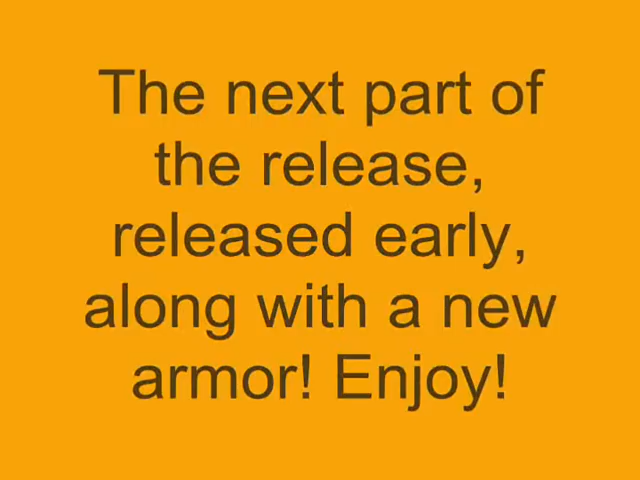 The next part of
the release,
released early,
along with a new
armor! Enjoy!